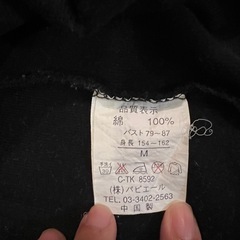 品質表示
綿 100%
バスト 79~87
身長 154~162
M
C-TK 8592
(株)パピエール
TEL. 03-3402-2563
中国製